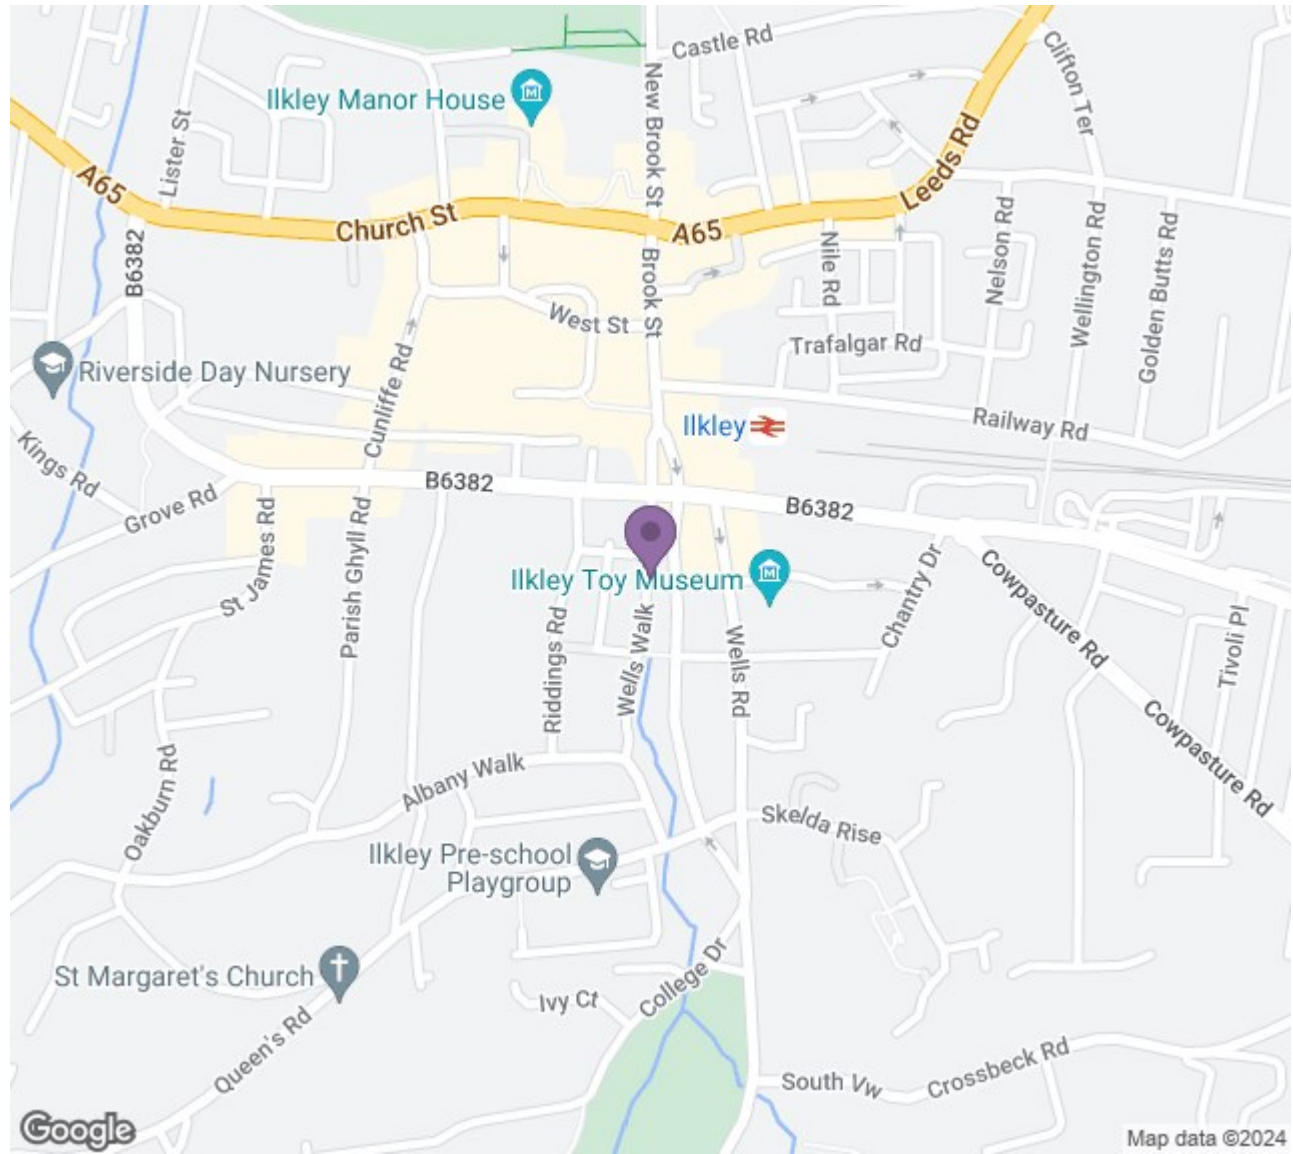 Castle Rd
Clifton Ter
Ilkley Manor House
New Brook St
Lister St
Leeds Rd
A65
Church St
A65
B6382
Brook St
Nile Rd
Nelson Rd
Wellington Rd
Golden Butts Rd
West St
Trafalgar Rd
Riverside Day Nursery
Cunliffe Rd
Ilkley
Railway Rd
Kings Rd
B6382
B6382
Grove Rd
St James Rd
Parish Ghyll Rd
Ilkley Toy Museum
Chantry Dr
Cowpasture Rd
Riddings Rd
Wells Walk
Wells Rd
Tivoli Pl
Cowpasture Rd
Albany Walk
Oakburn Rd
Skelda Rise
Ilkley Pre-school
Playgroup
St Margaret's Church
College Dr
Ivy Ct
Queen's Rd
South Vw
Crossbeck Rd
Google
Map data ©2024